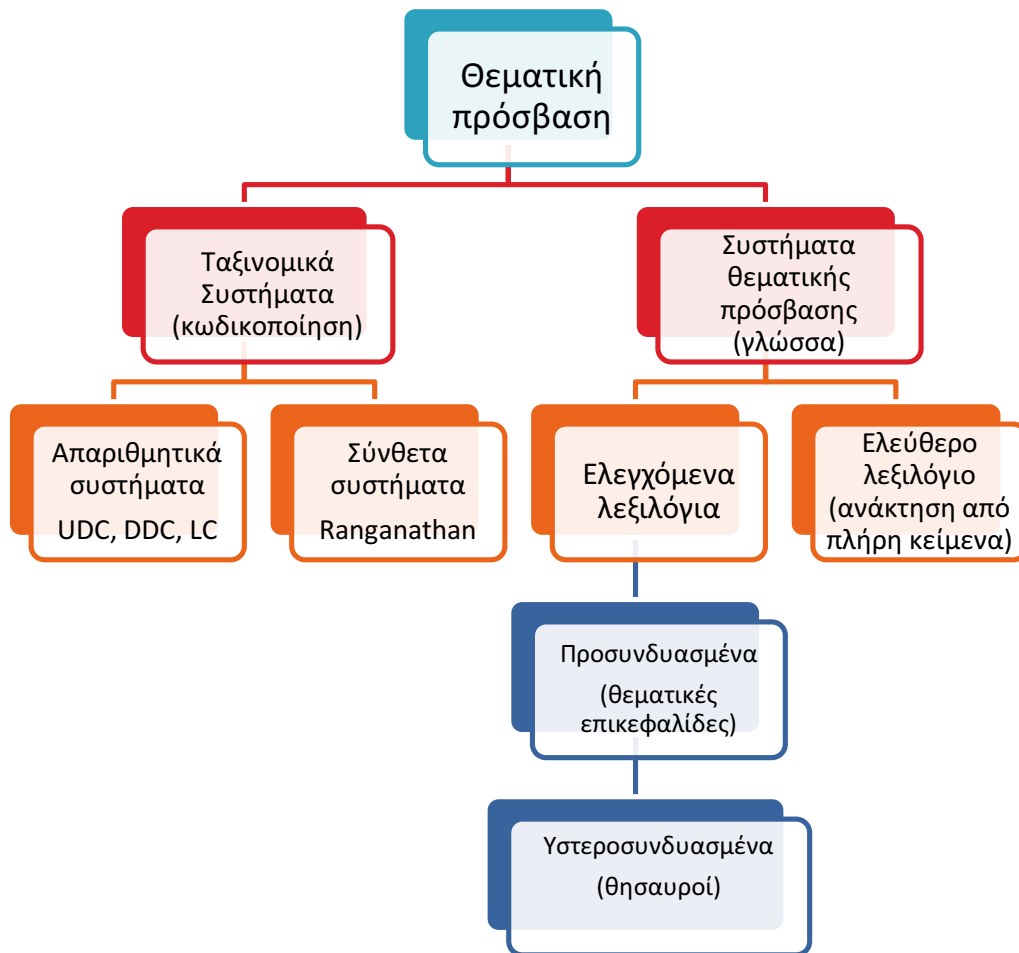 Θεματική
πρόσβαση
Ταξινομικά
Συστήματα
(κωδικοποίηση)
Συστήματα
θεματικής
πρόσβασης
(γλώσσα)
Απαριθμητικά
συστήματα
UDC, DDC, LC
Σύνθετα
συστήματα
Ranganathan
Ελεγχόμενα
λεξιλόγια
Ελεύθερο
λεξιλόγιο
(ανάκτηση από
πλήρη κείμενα)
Προσυνδυασμένα
(θεματικές
επικεφαλίδες)
Υστεροσυνδυασμένα
(θησαυροί)